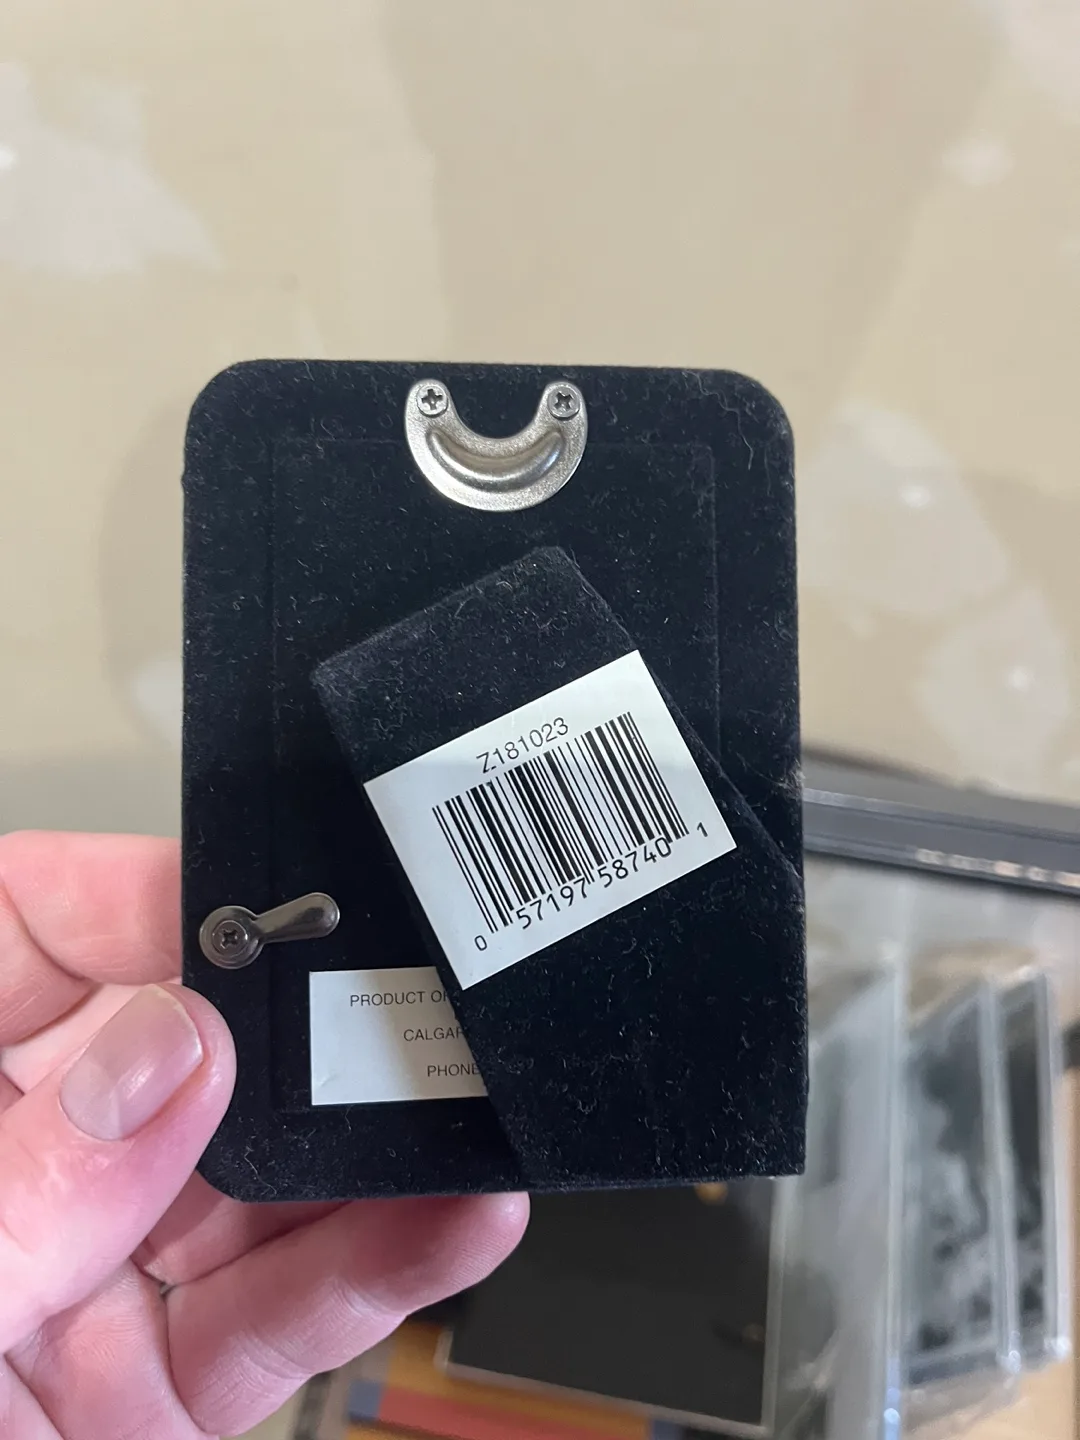 Z181023
0 57197 58740 1
PRODUCT OF
CALGAR
PHONE